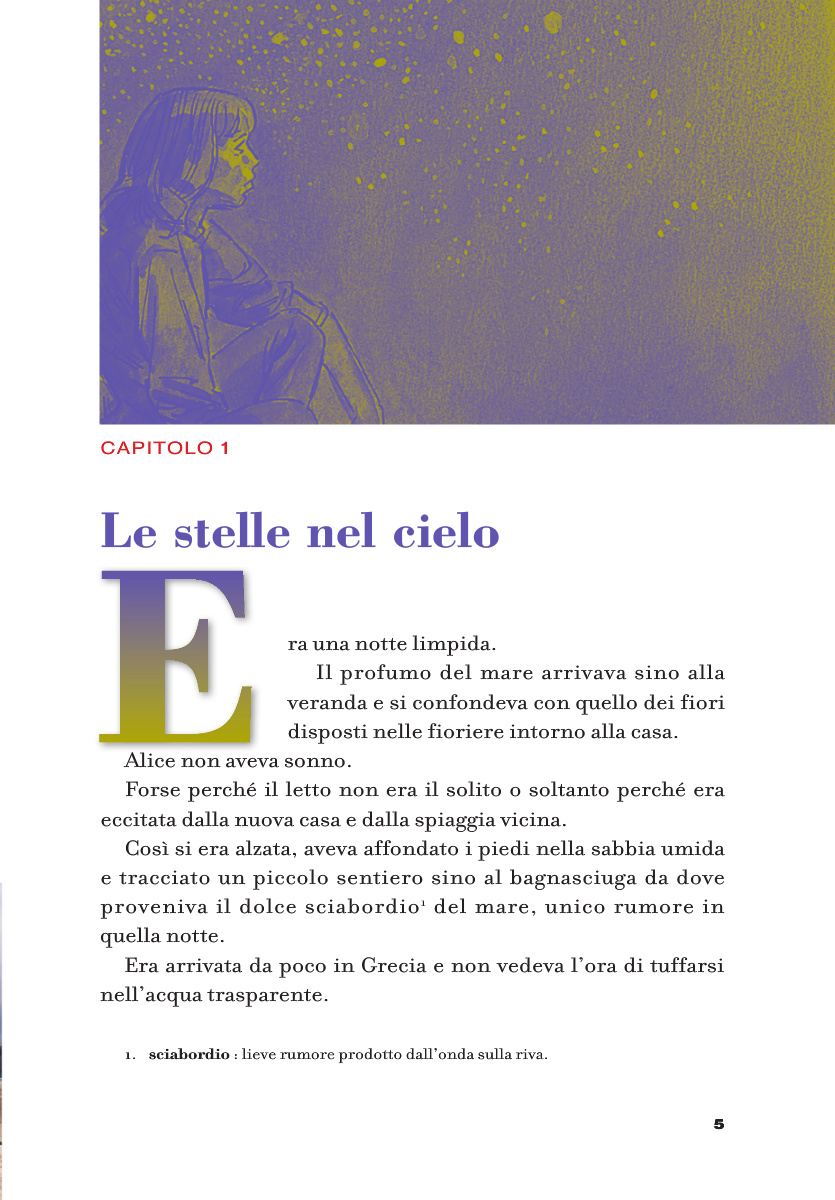 CAPITOLO 1
Le stelle nel cielo
Era una notte limpida.
Il profumo del mare arrivava sino alla
veranda e si confondeva con quello dei fiori
disposti nelle fioriere intorno alla casa.
Alice non aveva sonno.
Forse perché il letto non era il solito o soltanto perché era
eccitata dalla nuova casa e dalla spiaggia vicina.
Così si era alzata, aveva affondato i piedi nella sabbia umida
e tracciato un piccolo sentiero sino al bagnasciuga da dove
proveniva il dolce sciabordio¹ del mare, unico rumore in
quella notte.
Era arrivata da poco in Grecia e non vedeva l’ora di tuffarsi
nell’acqua trasparente.
1. sciabordio : lieve rumore prodotto dall’onda sulla riva.
5